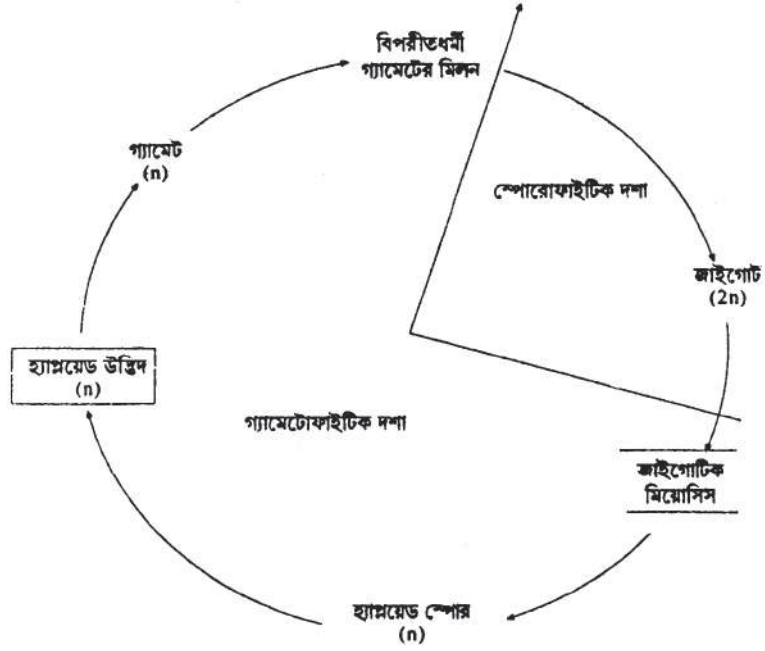 বিপরীতধর্মী
গ্যামেটের মিলন
গ্যামেট
(n)
স্পোরোফাইটিক দশা
জাইগোট
(2n)
হ্যাপ্লয়েড উদ্ভিদ
(n)
গ্যামেটোফাইটিক দশা
জাইগোটিক
মিয়োসিস
হ্যাপ্লয়েড স্পোর
(n)